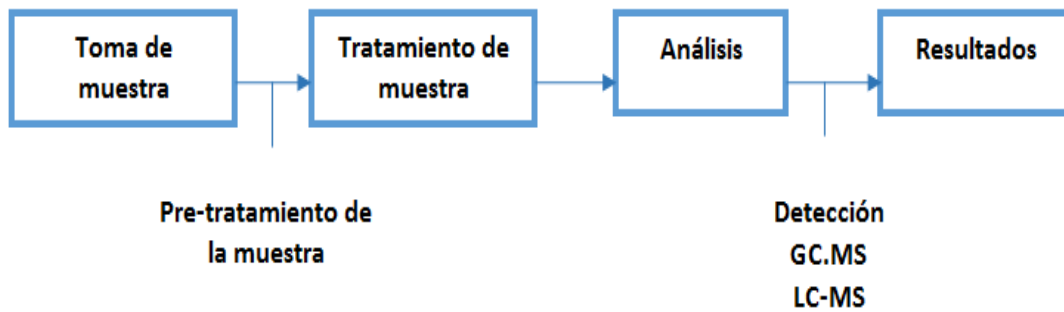 Toma de
muestra
Tratamiento de
muestra
Análisis
Resultados
Pre-tratamiento de
la muestra
Detección
GC.MS
LC-MS